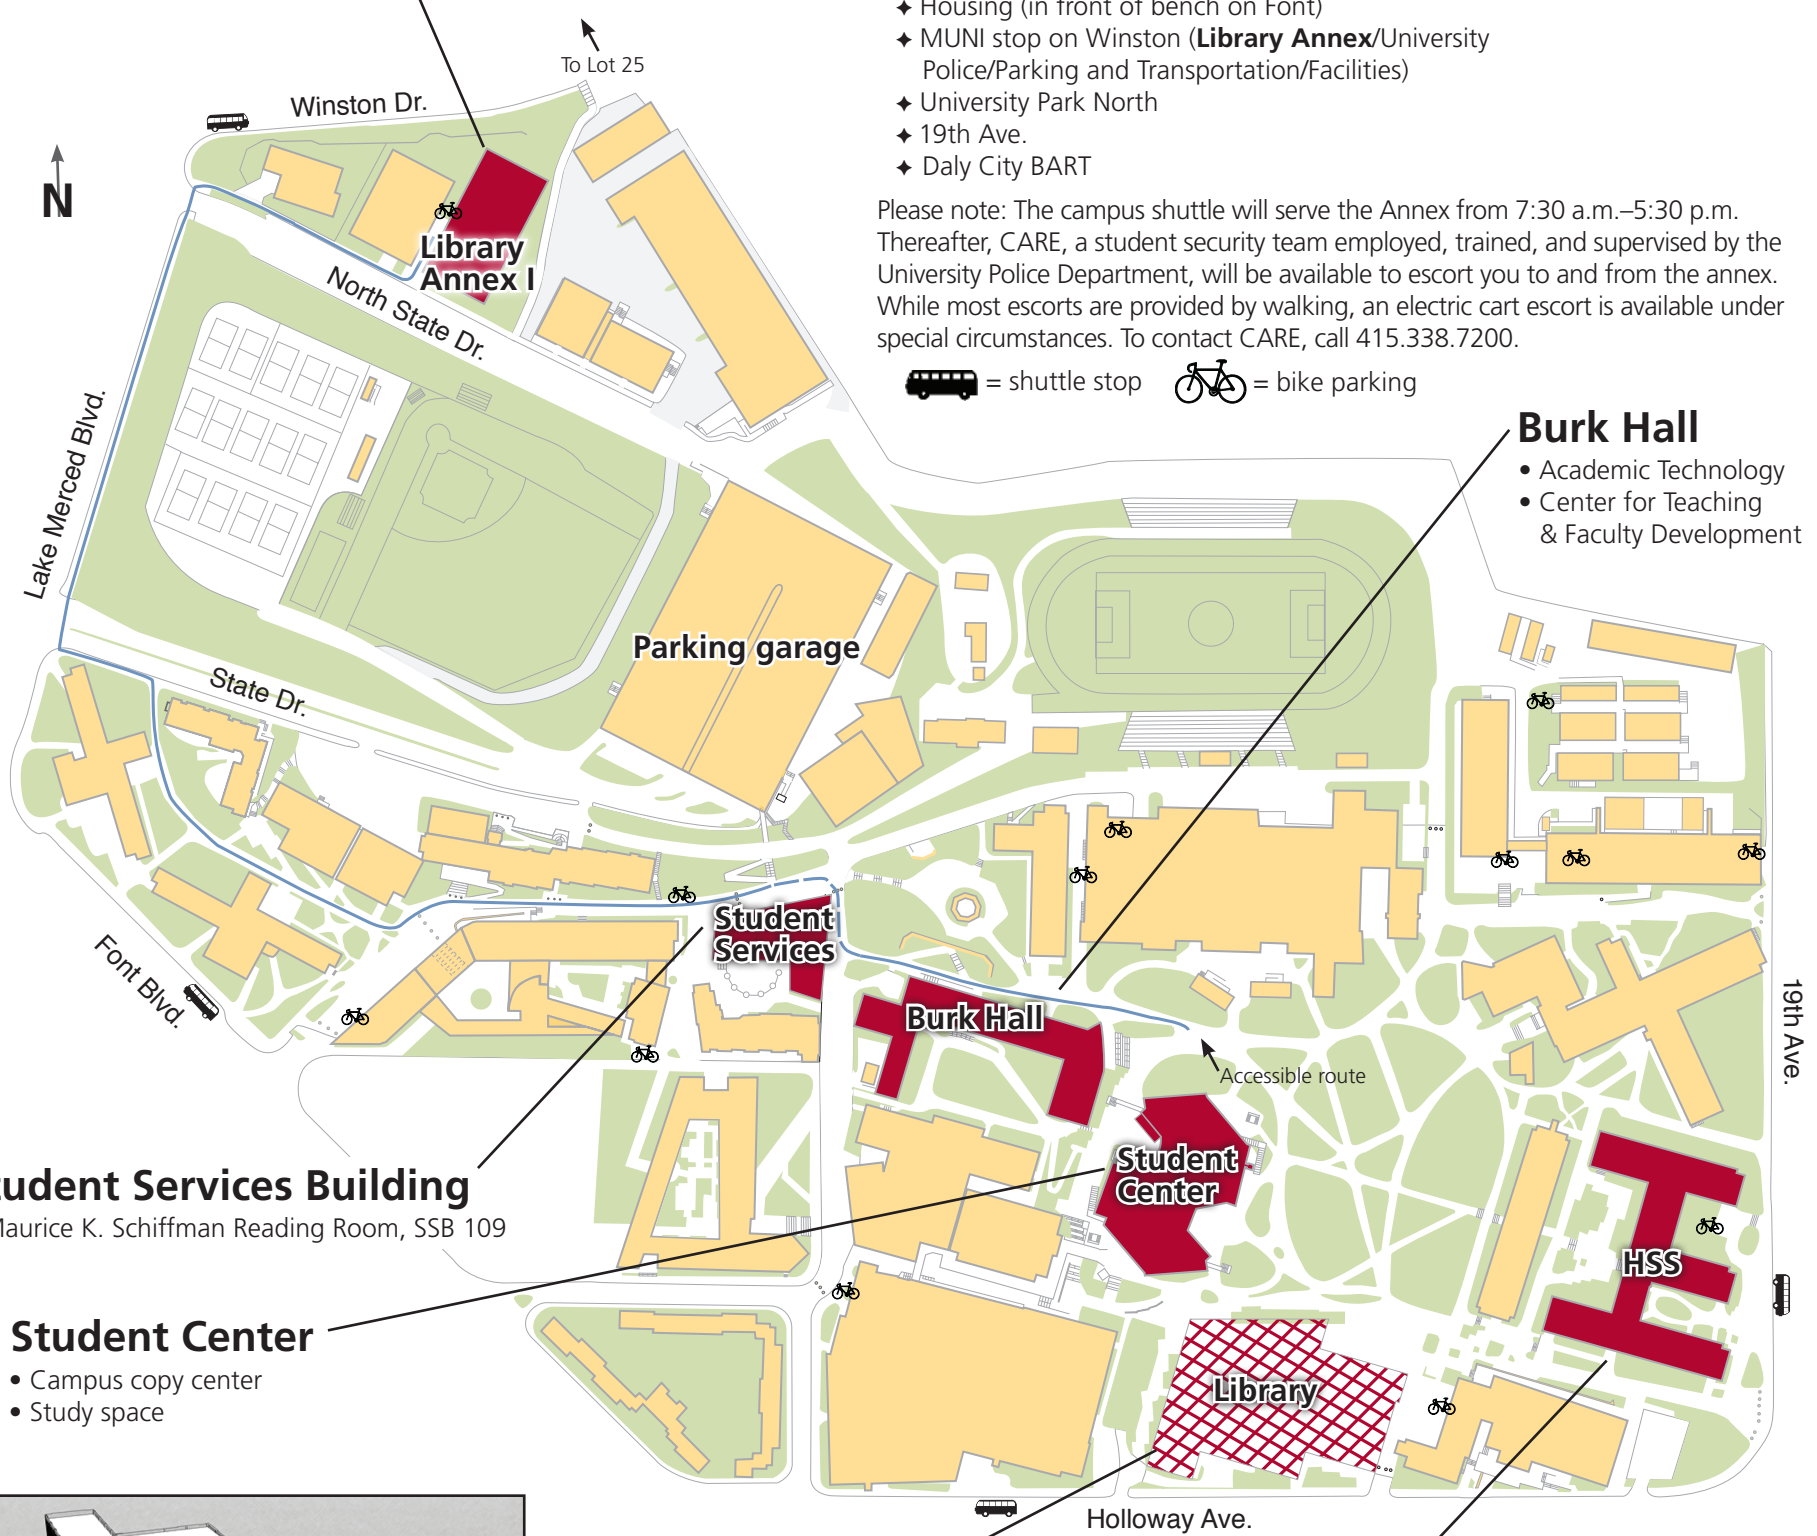 ✦ Housing (in front of bench on Font)
✦ MUNI stop on Winston (Library Annex/University
Police/Parking and Transportation/Facilities)
✦ University Park North
✦ 19th Ave.
✦ Daly City BART
Please note: The campus shuttle will serve the Annex from 7:30 a.m.–5:30 p.m.
Thereafter, CARE, a student security team employed, trained, and supervised by the
University Police Department, will be available to escort you to and from the annex.
While most escorts are provided by walking, an electric cart escort is available under
special circumstances. To contact CARE, call 415.338.7200.
= shuttle stop
= bike parking
To Lot 25
Winston Dr.
N
Library
Annex I
North State Dr.
Lake Merced Blvd.
Burk Hall
• Academic Technology
• Center for Teaching
& Faculty Development
Parking garage
State Dr.
Student
Services
Font Blvd.
Burk Hall
19th Ave.
Accessible route
Student
Center
tudent Services Building
Maurice K. Schiffman Reading Room, SSB 109
HSS
Student Center
• Campus copy center
• Study space
Library
Holloway Ave.